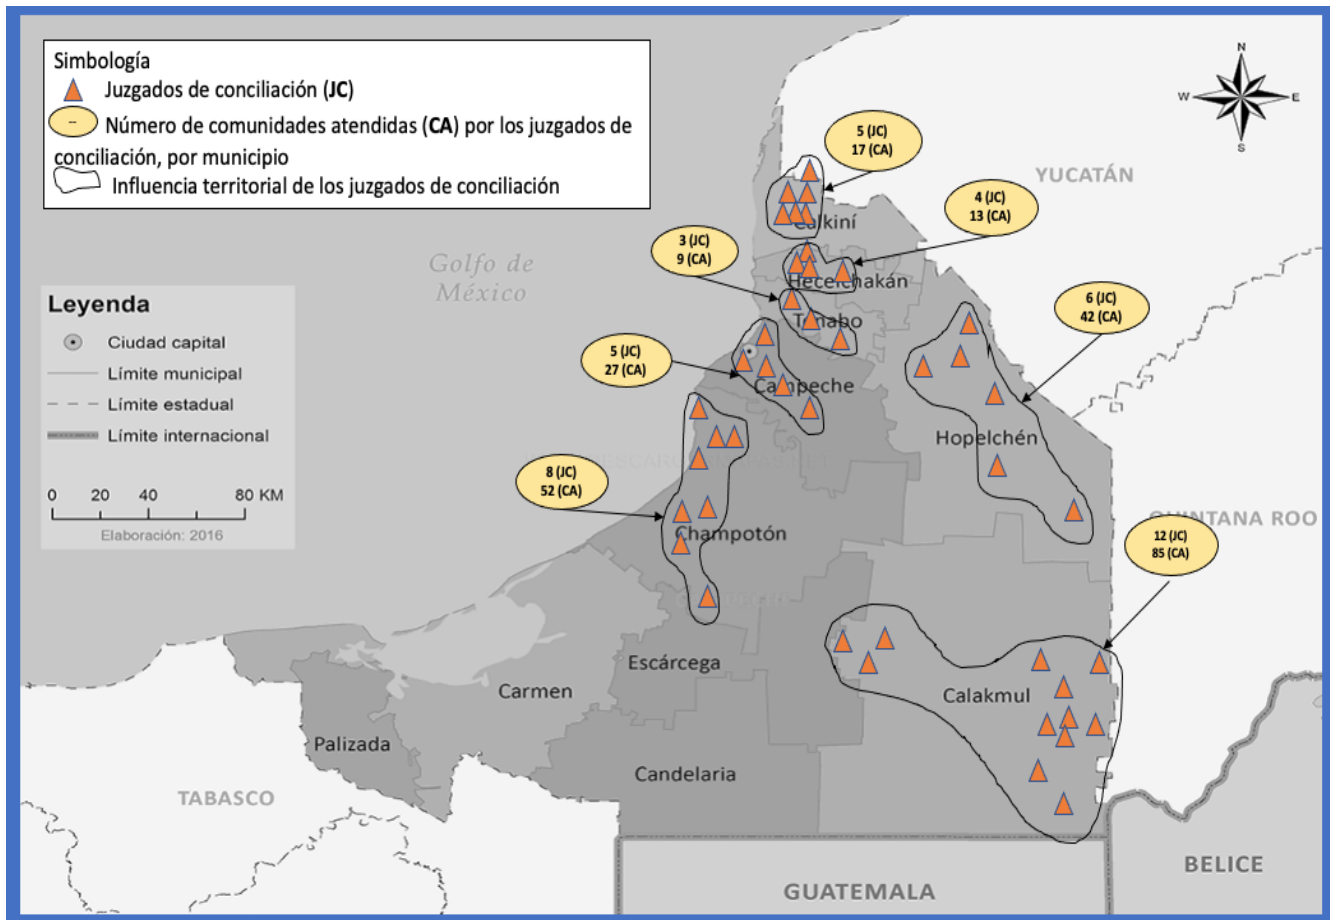 Simbología
Juzgados de conciliación (JC)
--
Número de comunidades atendidas (CA) por los juzgados de
conciliación, por municipio
Influencia territorial de los juzgados de conciliación
N
W
E
S
5 (JC)
17 (CA)
YUCATÁN
4 (JC)
13 (CA)
Calkiní
3 (JC)
9 (CA)
Golfo de
México
Hecelchakán
Leyenda
Ciudad capital
Límite municipal
Límite estadual
Límite internacional
0 20 40 80 KM
Elaboración: 2016
6 (JC)
42 (CA)
Tenabo
5 (JC)
27 (CA)
Campeche
Hopelchén
8 (JC)
52 (CA)
QUINTANA ROO
Champotón
12 (JC)
85 (CA)
CAMPECHE
Escárcega
Carmen
Calakmul
Palizada
Candelaria
TABASCO
BELICE
GUATEMALA